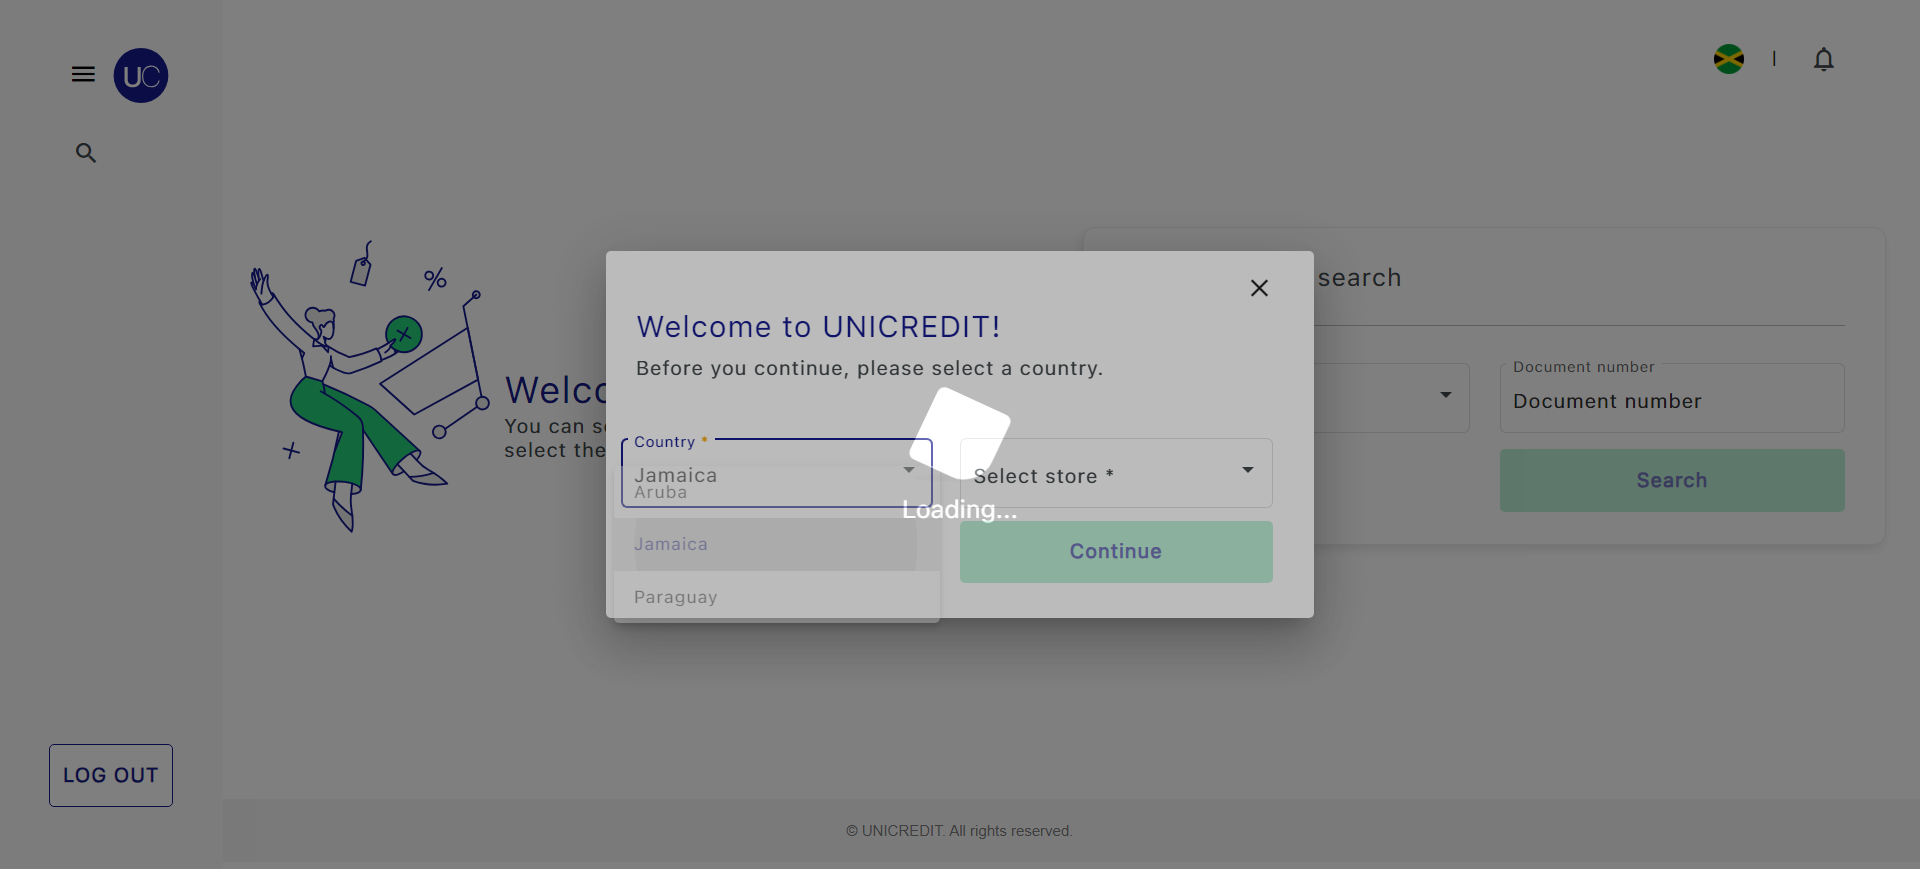 UC
search
Welcome to UNICREDIT!
Before you continue, please select a country.
Document number
Document number
Welco
You can s
select the
Country *
Jamaica
Select store *
Aruba
Search
Loading...
Jamaica
Continue
Paraguay
LOG OUT
© UNICREDIT. All rights reserved.